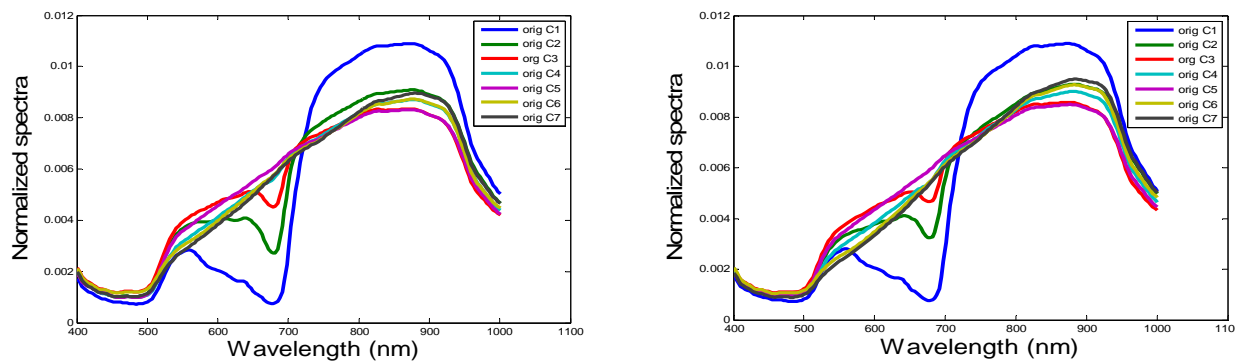 0.012
0.01
0.008
0.006
0.004
0.002
0
400 500 600 700 800 900 1000 1100
Normalized spectra
Wavelength (nm)
orig C1
orig C2
org C3
orig C4
orig C5
orig C6
orig C7
0.012
0.01
0.008
0.006
0.004
0.002
0
400 500 600 700 800 900 1000 110
Normalized spectra
Wavelength (nm)
orig C1
orig C2
orig C3
orig C4
orig C5
orig C6
orig C7